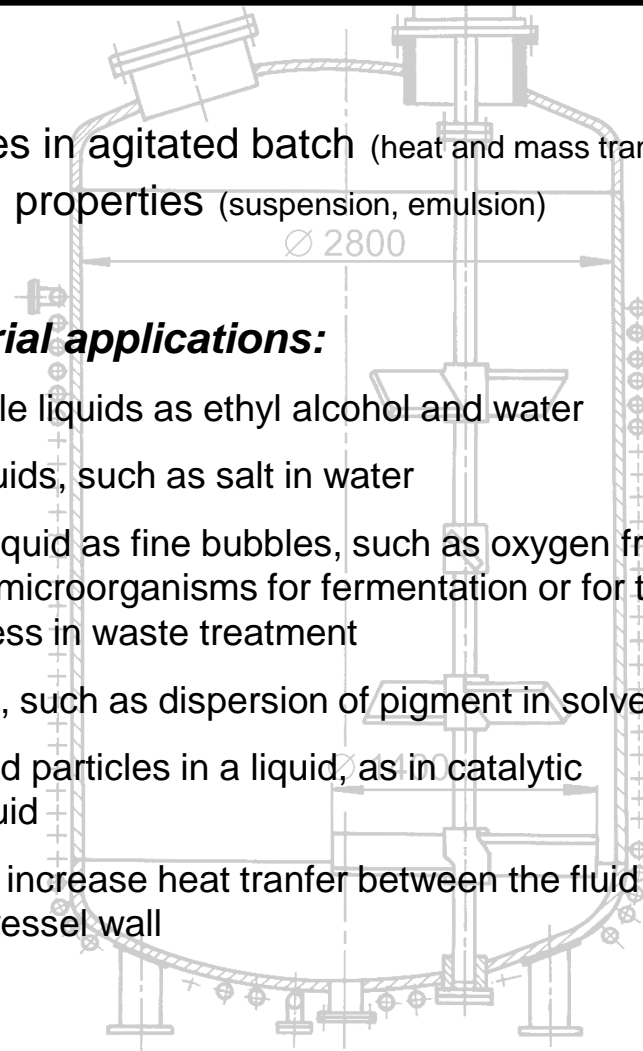 es in agitated batch (heat and mass tran
properties (suspension, emulsion)
∅ 2800
rial applications:
le liquids as ethyl alcohol and water
uids, such as salt in water
iquid as fine bubbles, such as oxygen fr
microorganisms for fermentation or for t
ess in waste treatment
, such as dispersion of pigment in solve
d particles in a liquid, as in catalytic
∅ 1400
uid
increase heat tranfer between the fluid
vessel wall